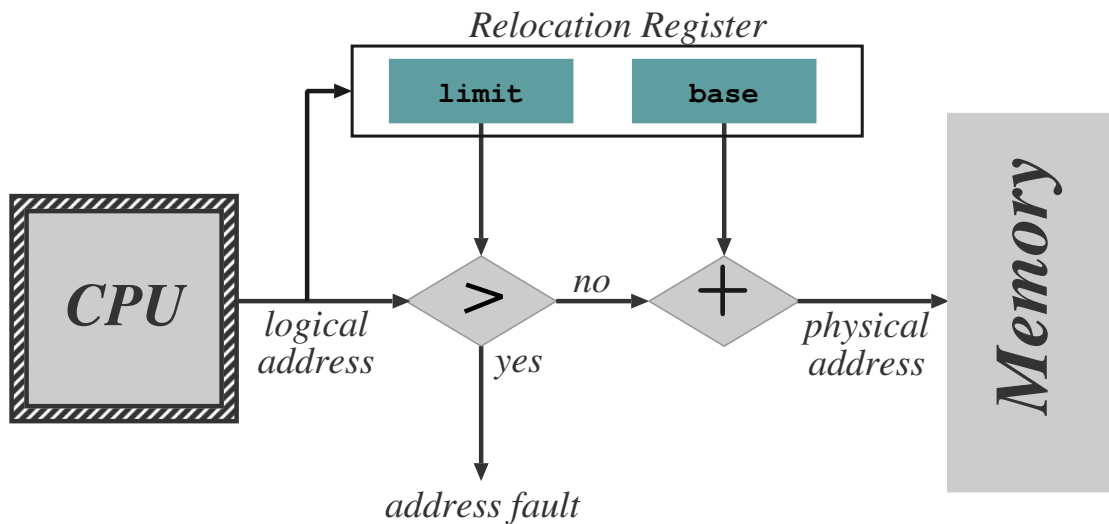 Relocation Register
limit
base
CPU
>
no
+
logical
address
yes
physical
address
Memory
address fault